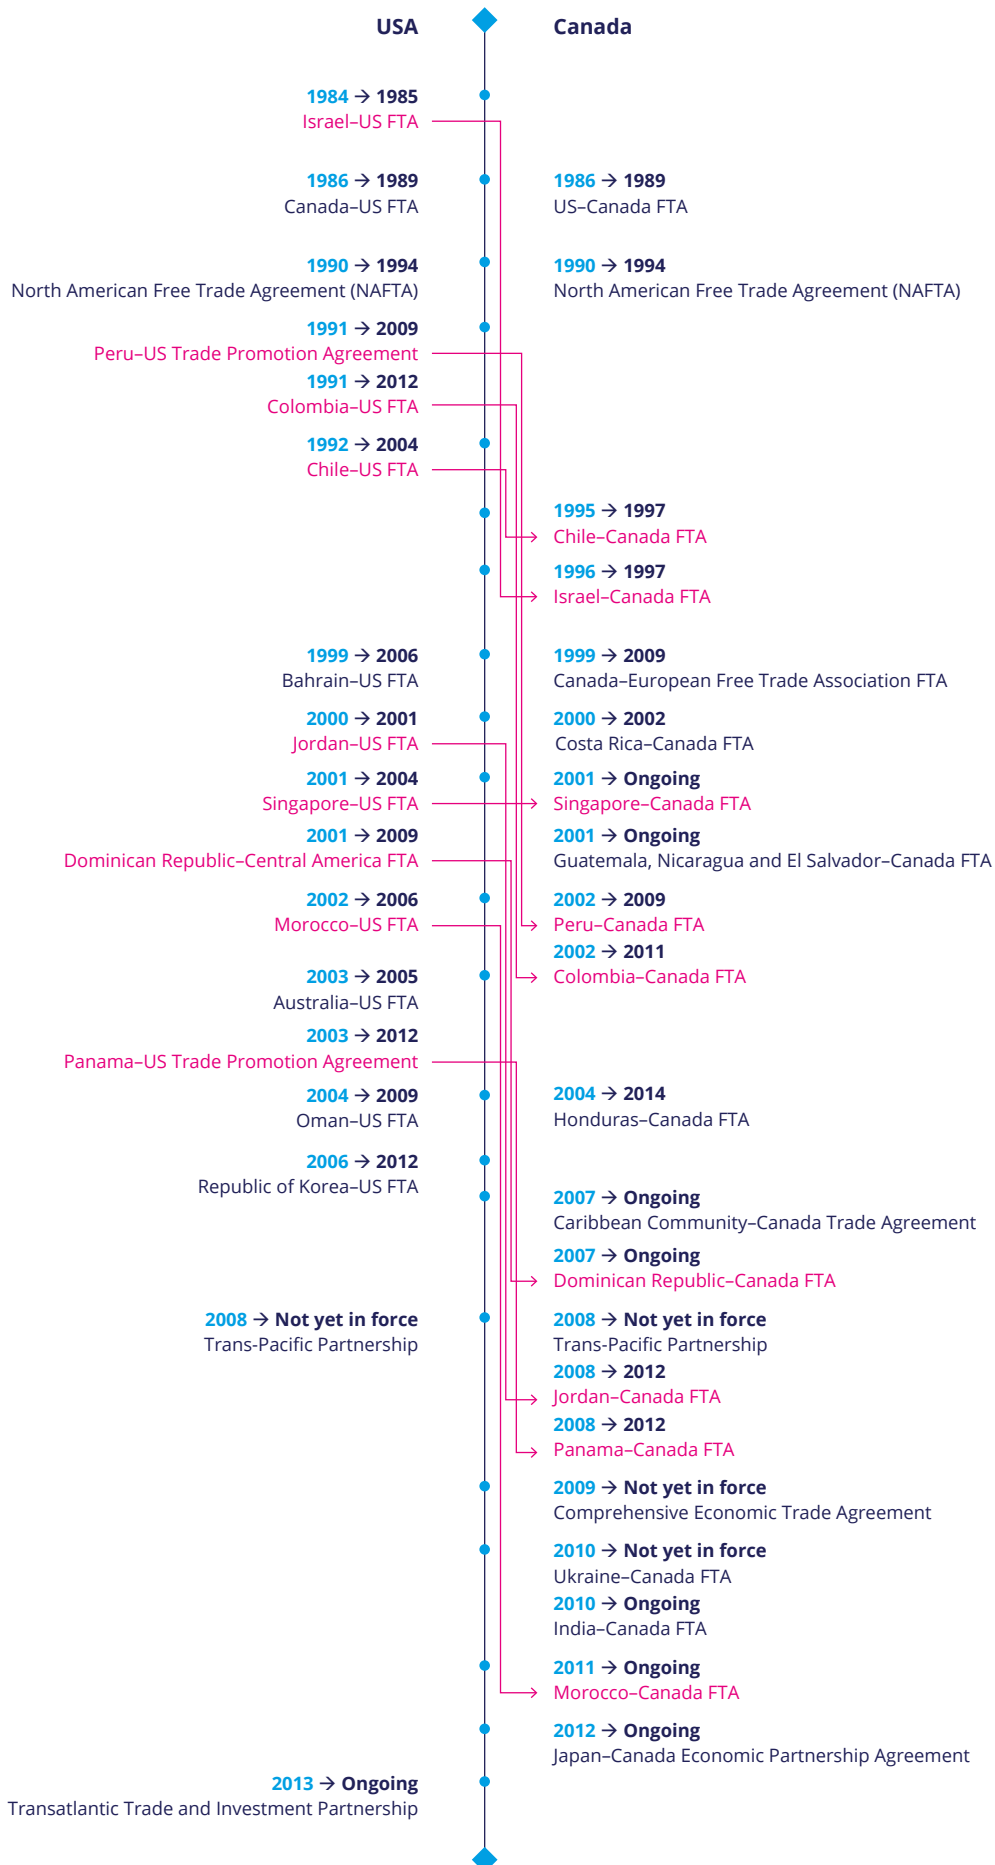 USA
Canada
1984 → 1985
Israel–US FTA
1986 → 1989
Canada–US FTA
1986 → 1989
US–Canada FTA
1990 → 1994
North American Free Trade Agreement (NAFTA)
1990 → 1994
North American Free Trade Agreement (NAFTA)
1991 → 2009
Peru–US Trade Promotion Agreement
1991 → 2012
Colombia–US FTA
1992 → 2004
Chile–US FTA
1995 → 1997
Chile–Canada FTA
1996 → 1997
Israel–Canada FTA
1999 → 2006
Bahrain–US FTA
1999 → 2009
Canada–European Free Trade Association FTA
2000 → 2001
Jordan–US FTA
2000 → 2002
Costa Rica–Canada FTA
2001 → 2004
Singapore–US FTA
2001 → Ongoing
Singapore–Canada FTA
2001 → 2009
Dominican Republic–Central America FTA
2001 → Ongoing
Guatemala, Nicaragua and El Salvador–Canada FTA
2002 → 2006
Morocco–US FTA
2002 → 2009
Peru–Canada FTA
2002 → 2011
Colombia–Canada FTA
2003 → 2005
Australia–US FTA
2003 → 2012
Panama–US Trade Promotion Agreement
2004 → 2009
Oman–US FTA
2004 → 2014
Honduras–Canada FTA
2006 → 2012
Republic of Korea–US FTA
2007 → Ongoing
Caribbean Community–Canada Trade Agreement
2007 → Ongoing
Dominican Republic–Canada FTA
2008 → Not yet in force
Trans-Pacific Partnership
2008 → Not yet in force
Trans-Pacific Partnership
2008 → 2012
Jordan–Canada FTA
2008 → 2012
Panama–Canada FTA
2009 → Not yet in force
Comprehensive Economic Trade Agreement
2010 → Not yet in force
Ukraine–Canada FTA
2010 → Ongoing
India–Canada FTA
2011 → Ongoing
Morocco–Canada FTA
2012 → Ongoing
Japan–Canada Economic Partnership Agreement
2013 → Ongoing
Transatlantic Trade and Investment Partnership